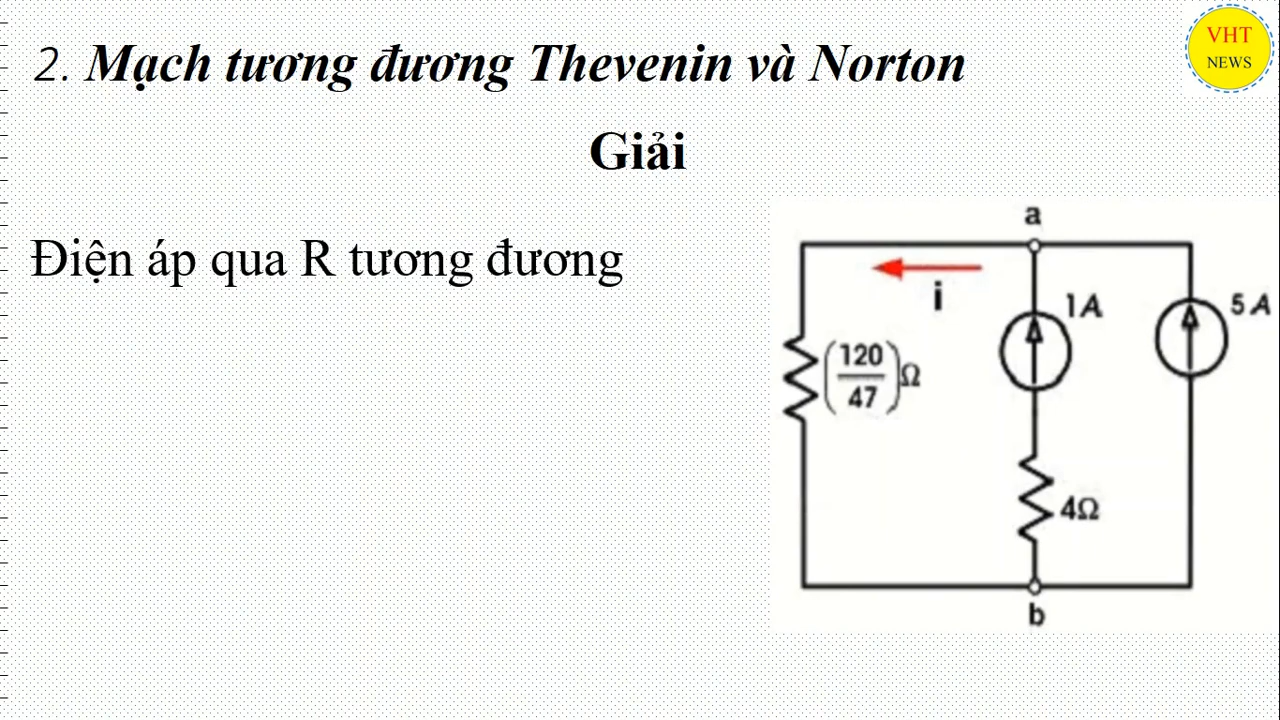 VHT
NEWS
2. Mạch tương đương Thevenin và Norton
Giải
Điện áp qua R tương đương
a
i
1A
5A
(120/47)Ω
4Ω
b